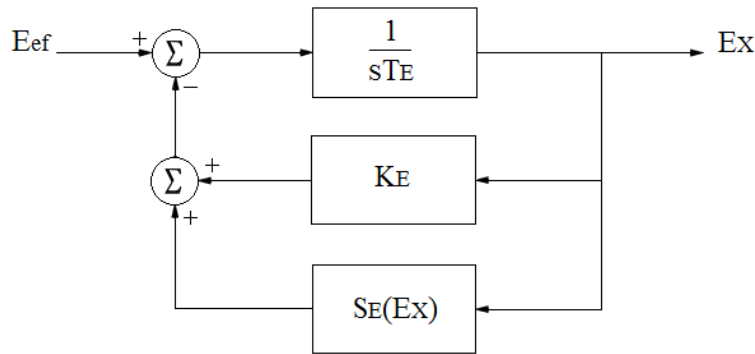 Eef + Σ 1 EX
sTE
−
Σ + KE
+
SE(EX)